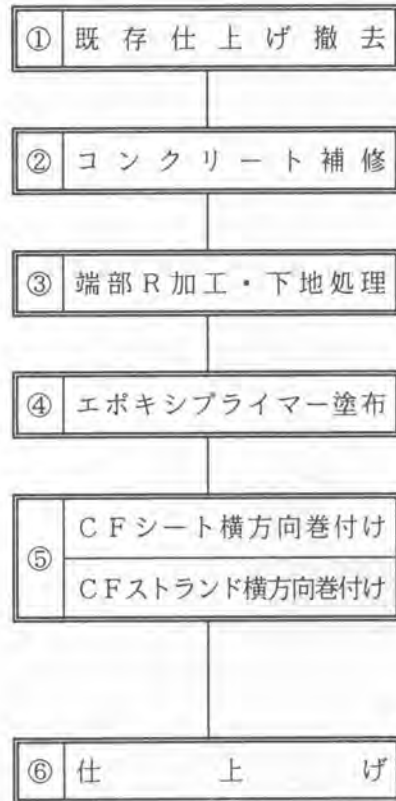 ① 既存仕上げ撤去
② コンクリート補修
③ 端部R加工・下地処理
④ エポキシプライマー塗布
⑤ CFシート横方向巻付け
CFストランド横方向巻付け
⑥ 仕上げ